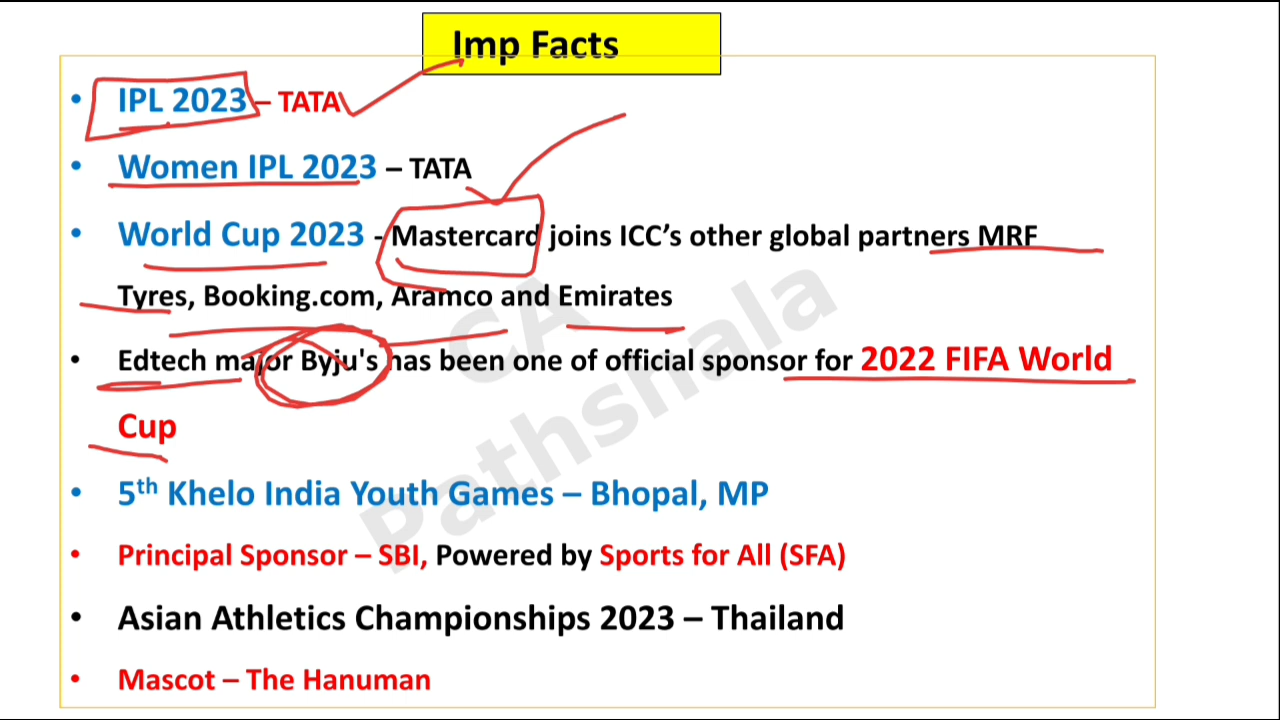 Imp Facts
• IPL 2023 – TATA
• Women IPL 2023 – TATA
• World Cup 2023 - Mastercard joins ICC’s other global partners MRF
Tyres, Booking.com, Aramco and Emirates
• Edtech major Byju's has been one of official sponsor for 2022 FIFA World
Cup
• 5th Khelo India Youth Games – Bhopal, MP
• Principal Sponsor – SBI, Powered by Sports for All (SFA)
• Asian Athletics Championships 2023 – Thailand
• Mascot – The Hanuman
CA
Pathshala